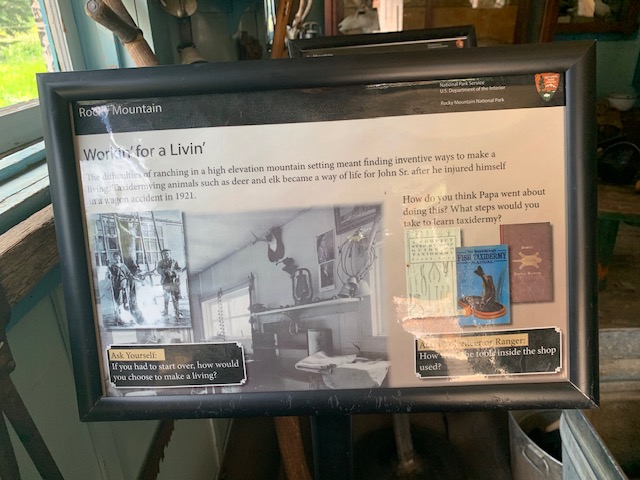 Rocky Mountain
National Park Service
U.S. Department of the Interior
Rocky Mountain National Park
Workin' for a Livin'
The difficulties of ranching in a high elevation mountain setting meant finding inventive ways to make a
living. Taxidermying animals such as deer and elk became a way of life for John Sr. after he injured himself
in a wagon accident in 1921.
How do you think Papa went about
doing this? What steps would you
take to learn taxidermy?
FISH TAXIDERMY
Ask Yourself:
If you had to start over, how would
you choose to make a living?
or Ranger:
How the tools inside the shop
used?